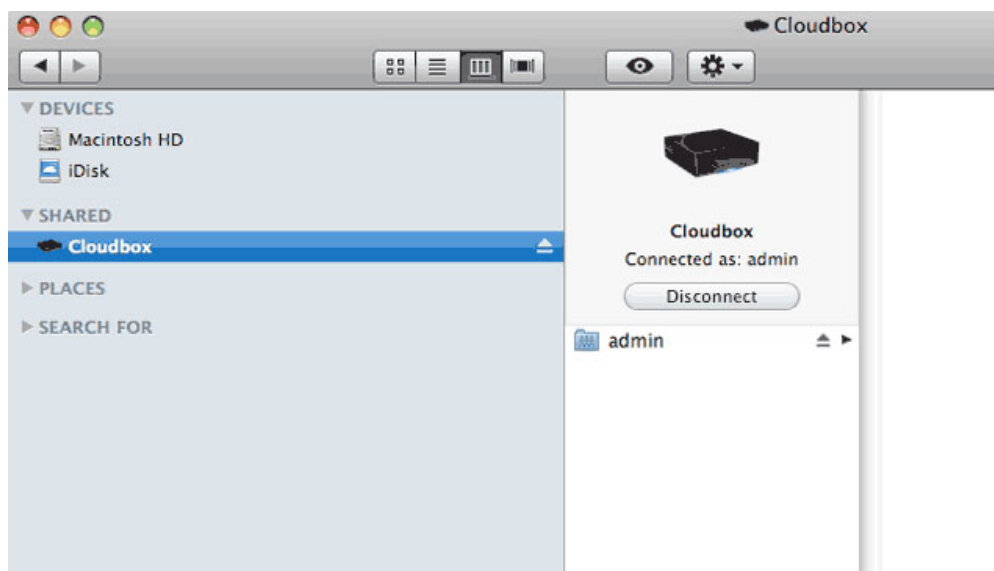 Cloudbox
DEVICES
Macintosh HD
iDisk
SHARED
Cloudbox
PLACES
SEARCH FOR
Cloudbox
Connected as: admin
Disconnect
admin